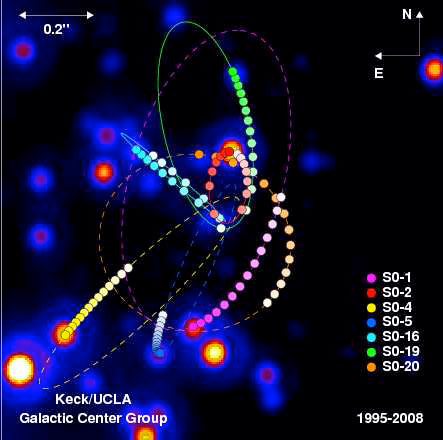 0.2"
N
E
S0-1
S0-2
S0-4
S0-5
S0-16
S0-19
S0-20
Keck/UCLA
Galactic Center Group
1995-2008